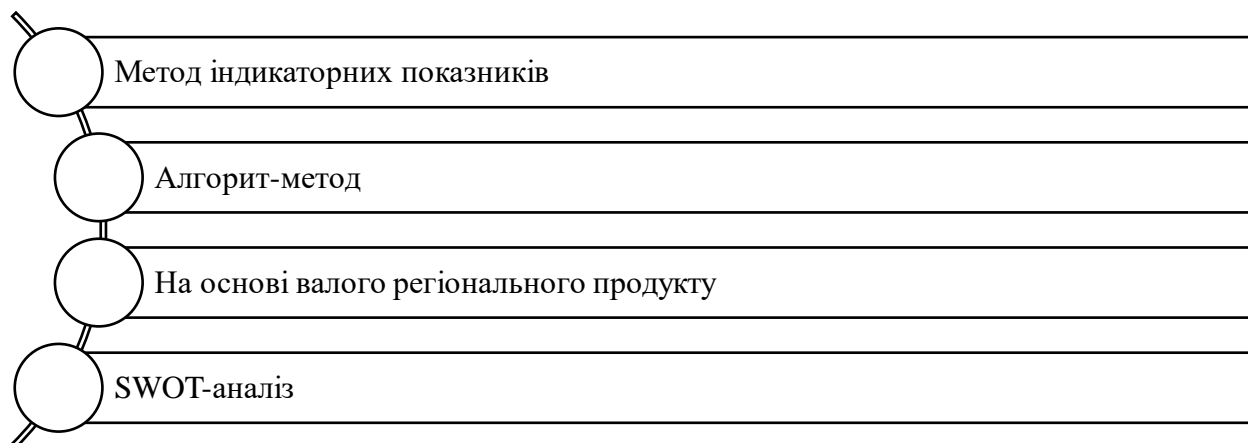 Метод індикаторних показників
Алгорит-метод
На основі валого регіонального продукту
SWOT-аналіз